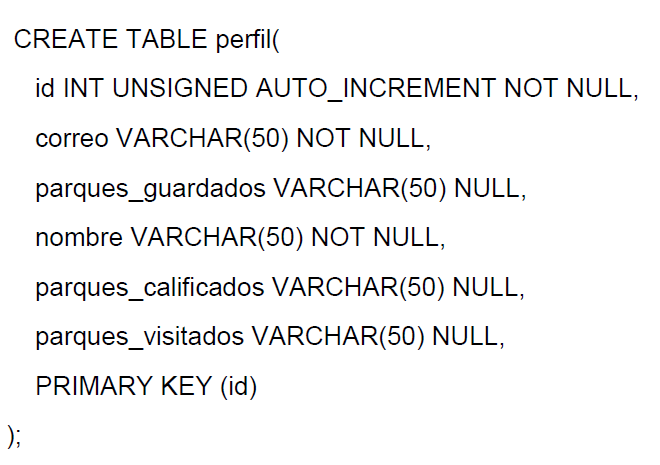 CREATE TABLE perfil(
id INT UNSIGNED AUTO_INCREMENT NOT NULL,
correo VARCHAR(50) NOT NULL,
parques_guardados VARCHAR(50) NULL,
nombre VARCHAR(50) NOT NULL,
parques_calificados VARCHAR(50) NULL,
parques_visitados VARCHAR(50) NULL,
PRIMARY KEY (id)
);